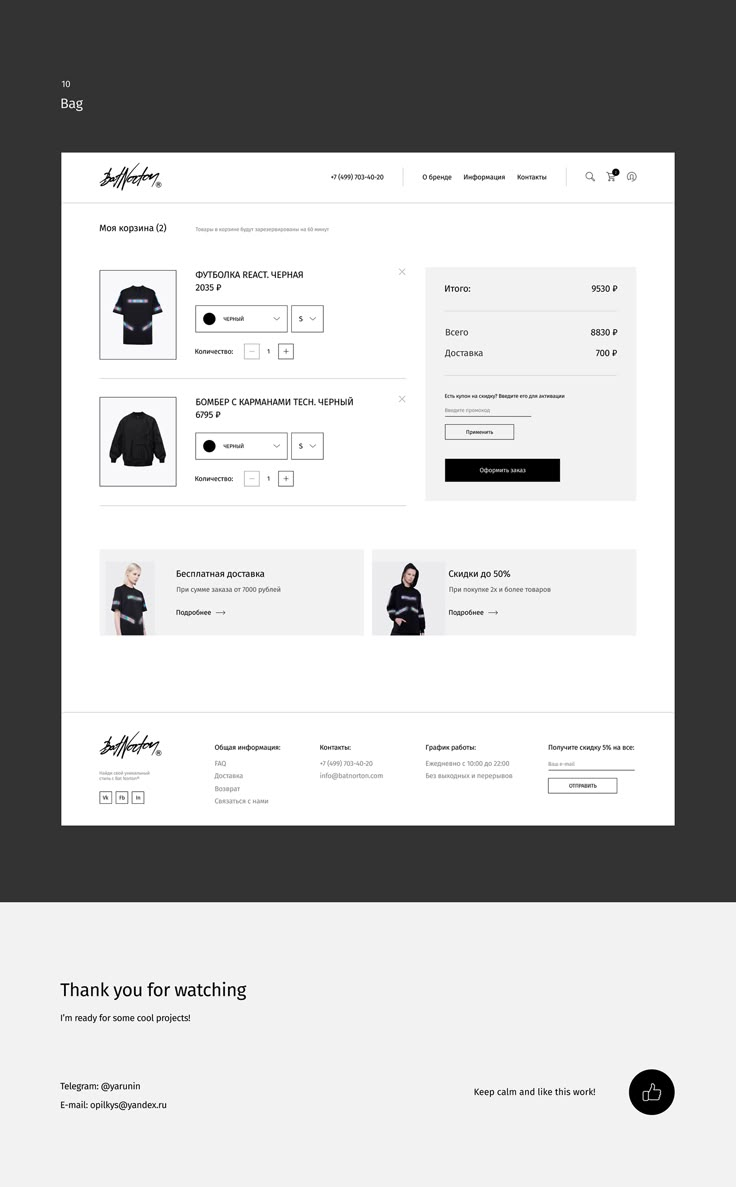 10
Bag
Bat Norton®
+7 (499) 703-40-20
О бренде
Информация
Контакты
Моя корзина (2)
Товары в корзине будут зарезервированы на 60 минут
ФУТБОЛКА REACT. ЧЕРНАЯ
2035 ₽
ЧЕРНЫЙ
S
Количество:
1
БОМБЕР С КАРМАНАМИ TECH. ЧЕРНЫЙ
6795 ₽
ЧЕРНЫЙ
S
Количество:
1
Итого: 9530 ₽
Всего 8830 ₽
Доставка 700 ₽
Есть купон на скидку? Введите его для активации
Введите промокод
Применить
Оформить заказ
Бесплатная доставка
При сумме заказа от 7000 рублей
Подробнее
Скидки до 50%
При покупке 2х и более товаров
Подробнее
Bat Norton®
Найди свой уникальный
стиль с Bat Norton®
Vk
Fb
In
Общая информация:
FAQ
Доставка
Возврат
Связаться с нами
Контакты:
+7 (499) 703-40-20
info@batnorton.com
График работы:
Ежедневно с 10:00 до 22:00
Без выходных и перерывов
Получите скидку 5% на все:
Ваш e-mail
ОТПРАВИТЬ
Thank you for watching
I'm ready for some cool projects!
Telegram: @yarunin
E-mail: opilkys@yandex.ru
Keep calm and like this work!